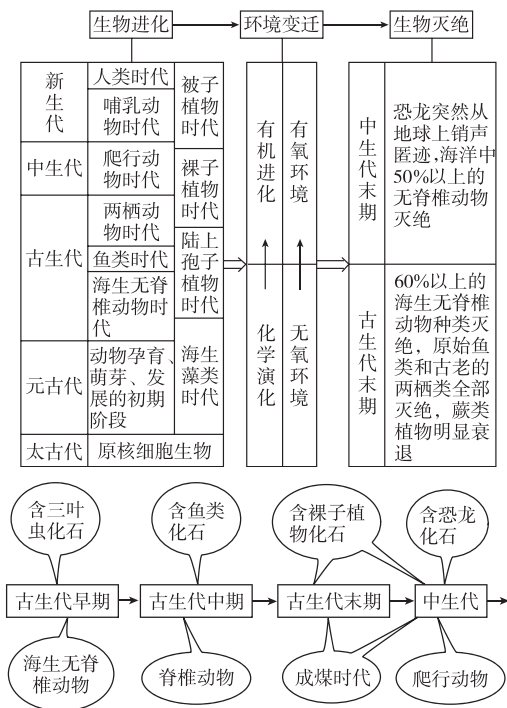 生物进化
环境变迁
生物灭绝
新
生
代
人类时代
哺乳动
物时代
被子
植物
时代
中生代
爬行动
物时代
裸子
植物
时代
古生代
两栖动
物时代
鱼类时代
海生无脊
椎动物时
代
陆上
孢子
植物
时代
元古代
动物孕育、
萌芽、发
展的初期
阶段
海生
藻类
时代
太古代
原核细胞生物
有
机
进
化
有
氧
环
境
化
学
演
化
无
氧
环
境
中
生
代
末
期
恐龙突然从
地球上销声
匿迹,海洋中
50%以上的
无脊椎动物
灭绝
古
生
代
末
期
60%以上的
海生无脊椎
动物种类灭
绝，原始鱼
类和古老的
两栖类全部
灭绝，蕨类
植物明显衰
退
含三叶
虫化石
含鱼类
化石
含裸子植
物化石
含恐龙
化石
古生代早期
古生代中期
古生代末期
中生代
海生无脊
椎动物
脊椎动物
成煤时代
爬行动物